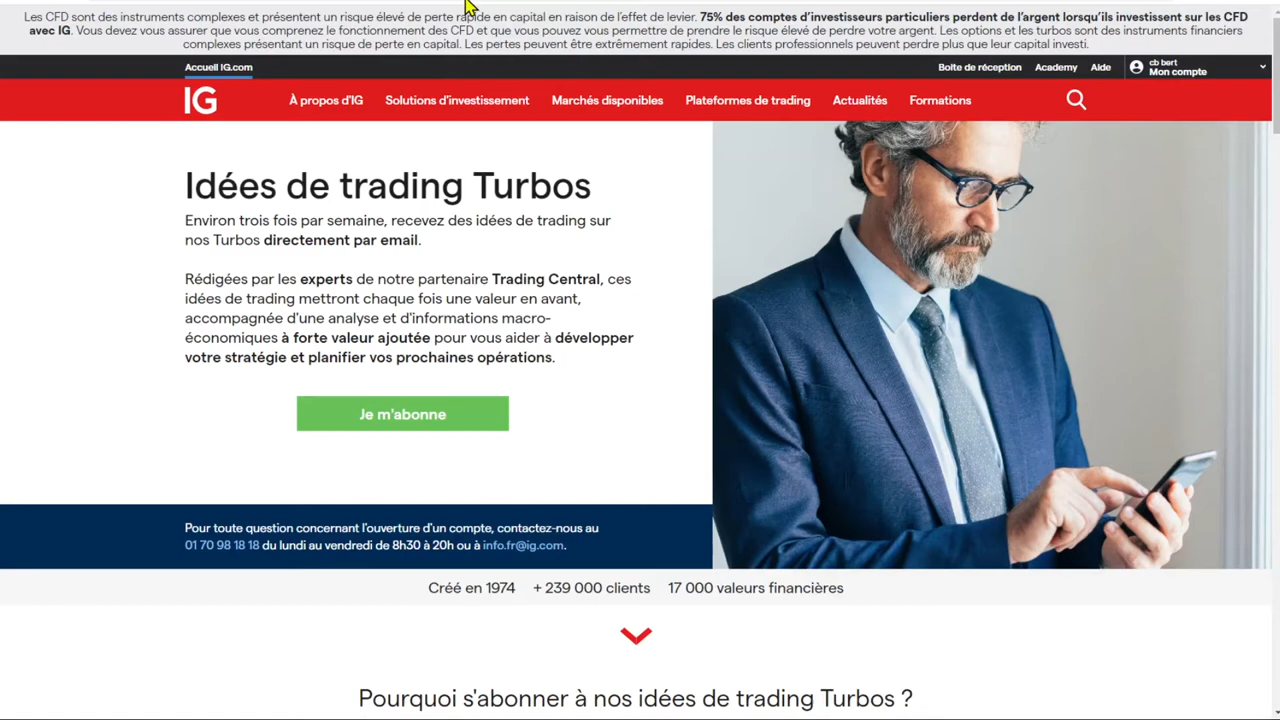 Les CFD sont des instruments complexes et présentent un risque élevé de perte rapide en capital en raison de l'effet de levier. 75% des comptes d'investisseurs particuliers perdent de l'argent lorsqu'ils investissent sur les CFD
avec IG. Vous devez vous assurer que vous comprenez le fonctionnement des CFD et que vous pouvez vous permettre de prendre le risque élevé de perdre votre argent. Les options et les turbos sont des instruments financiers
complexes présentant un risque de perte en capital. Les pertes peuvent être extrêmement rapides. Les clients professionnels peuvent perdre plus que leur capital investi.
Accueil IG.com
Boite de réception Academy Aide cb bert
Mon compte
IG À propos d'IG Solutions d'investissement Marchés disponibles Plateformes de trading Actualités Formations
Idées de trading Turbos
Environ trois fois par semaine, recevez des idées de trading sur
nos Turbos directement par email.
Rédigées par les experts de notre partenaire Trading Central, ces
idées de trading mettront chaque fois une valeur en avant,
accompagnée d'une analyse et d'informations macro-
économiques à forte valeur ajoutée pour vous aider à développer
votre stratégie et planifier vos prochaines opérations.
Je m'abonne
Pour toute question concernant l'ouverture d'un compte, contactez-nous au
01 70 98 18 18 du lundi au vendredi de 8h30 à 20h ou à info.fr@ig.com.
Créé en 1974 + 239 000 clients 17 000 valeurs financières
Pourquoi s'abonner à nos idées de trading Turbos ?